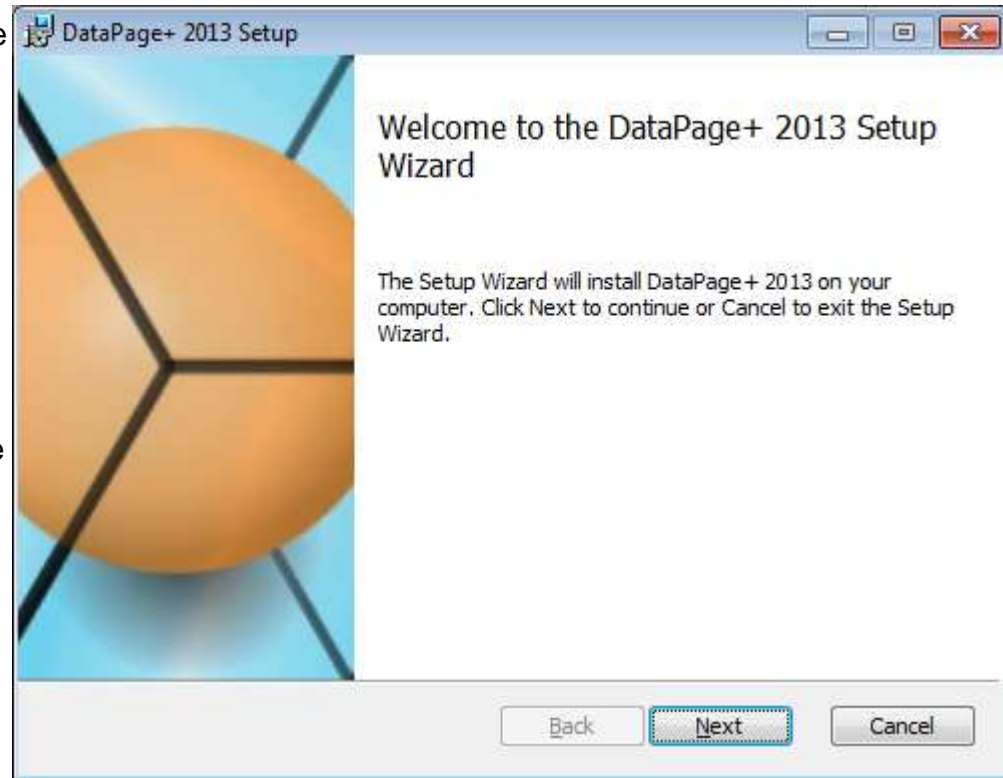 e
DataPage+ 2013 Setup
Welcome to the DataPage+ 2013 Setup
Wizard
The Setup Wizard will install DataPage+ 2013 on your
computer. Click Next to continue or Cancel to exit the Setup
Wizard.
e
Back Next Cancel